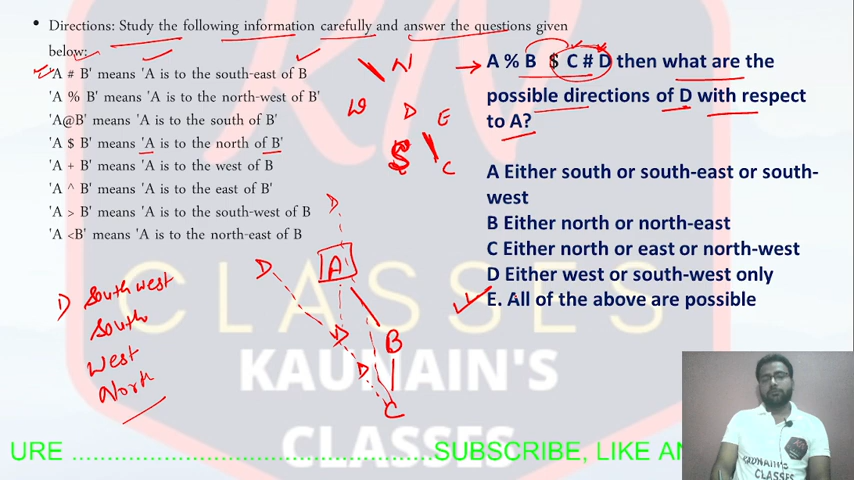 • Directions: Study the following information carefully and answer the questions given
below:
'A # B' means 'A is to the south-east of B
'A % B' means 'A is to the north-west of B'
'A@B' means 'A is to the south of B'
'A $ B' means 'A is to the north of B'
'A + B' means 'A is to the west of B
'A ^ B' means 'A is to the east of B'
'A > B' means 'A is to the south-west of B
'A <B' means 'A is to the north-east of B
A % B $ C # D then what are the
possible directions of D with respect
to A?
A Either south or south-east or south-
west
B Either north or north-east
C Either north or east or north-west
D Either west or south-west only
E. All of the above are possible
N
W
D
E
S
C
D
D
A
D
B
D
C
D South west
South
West
North
CLASSES
KAUNAIN'S
CLASSES
URE ........................................SUBSCRIBE, LIKE AN
KAUNAIN'S
CLASSES